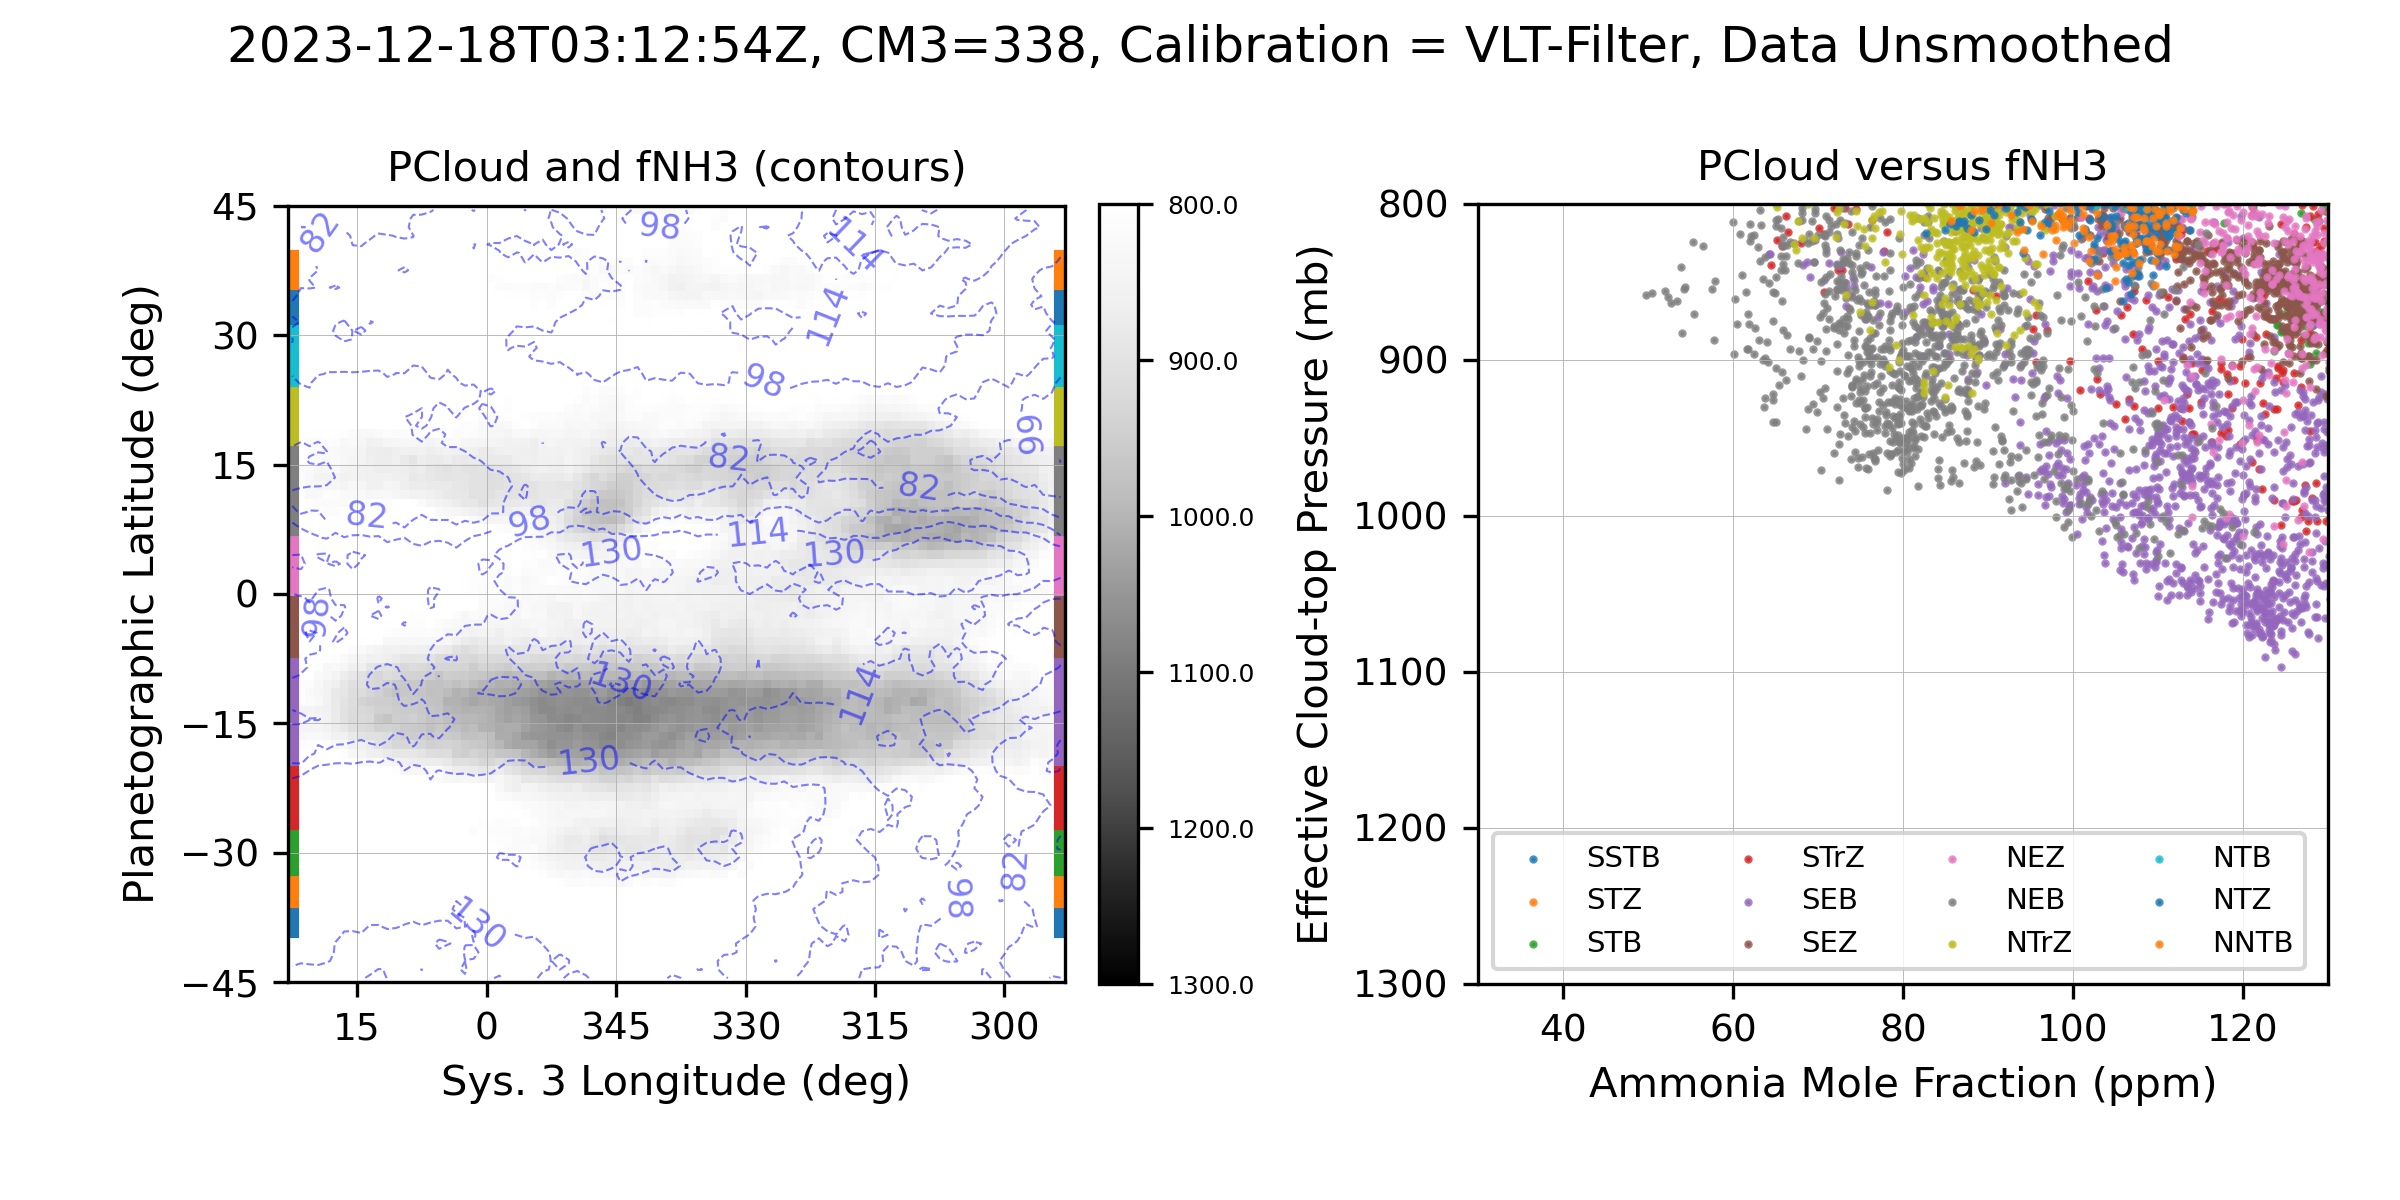 2023-12-18T03:12:54Z, CM3=338, Calibration = VLT-Filter, Data Unsmoothed
PCloud and fNH3 (contours)
Planetographic Latitude (deg)
45
30
15
0
−15
−30
−45
15
0
345
330
315
300
Sys. 3 Longitude (deg)
82
98
114
114
98
66
82
82
82
98
114
130
130
98
130
114
130
130
98
82
800.0
900.0
1000.0
1100.0
1200.0
1300.0
PCloud versus fNH3
Effective Cloud-top Pressure (mb)
800
900
1000
1100
1200
1300
SSTB
STZ
STB
STrZ
SEB
SEZ
NEZ
NEB
NTrZ
NTB
NTZ
NNTB
40
60
80
100
120
Ammonia Mole Fraction (ppm)